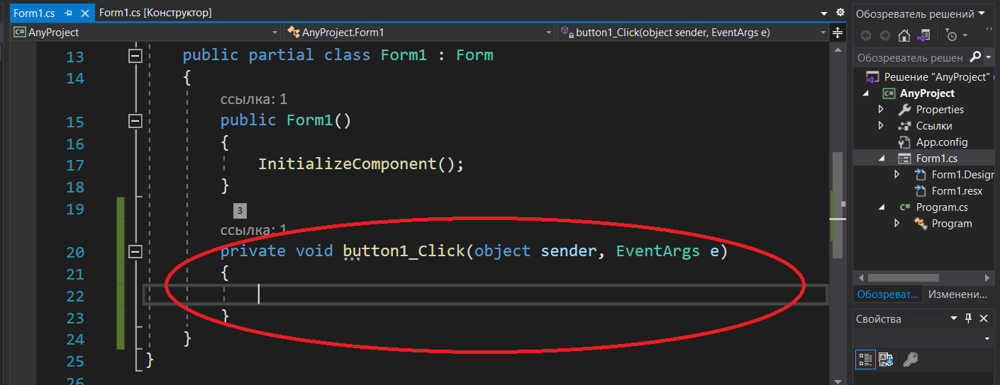 Form1.cs
Form1.cs [Конструктор]
AnyProject
AnyProject.Form1
button1_Click(object sender, EventArgs e)
13 public partial class Form1 : Form
14 {
ссылка: 1
15 public Form1()
16 {
17 InitializeComponent();
18 }
19
3
ссылка: 1
20 private void button1_Click(object sender, EventArgs e)
21 {
22
23 }
24 }
25 }
26
Обозреватель решений
Обозреватель решен
Решение "AnyProject" (
C# AnyProject
Properties
Ссылки
App.config
Form1.cs
Form1.Design
Form1.resx
C# Program.cs
Program
Обозреват...
Изменени...
Свойства